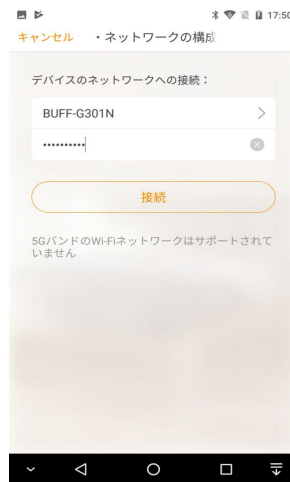 17:50
キャンセル ・ネットワークの構成
デバイスのネットワークへの接続：
BUFF-G301N
••••••••••
接続
5GバンドのWi-Fiネットワークはサポートされて
いません